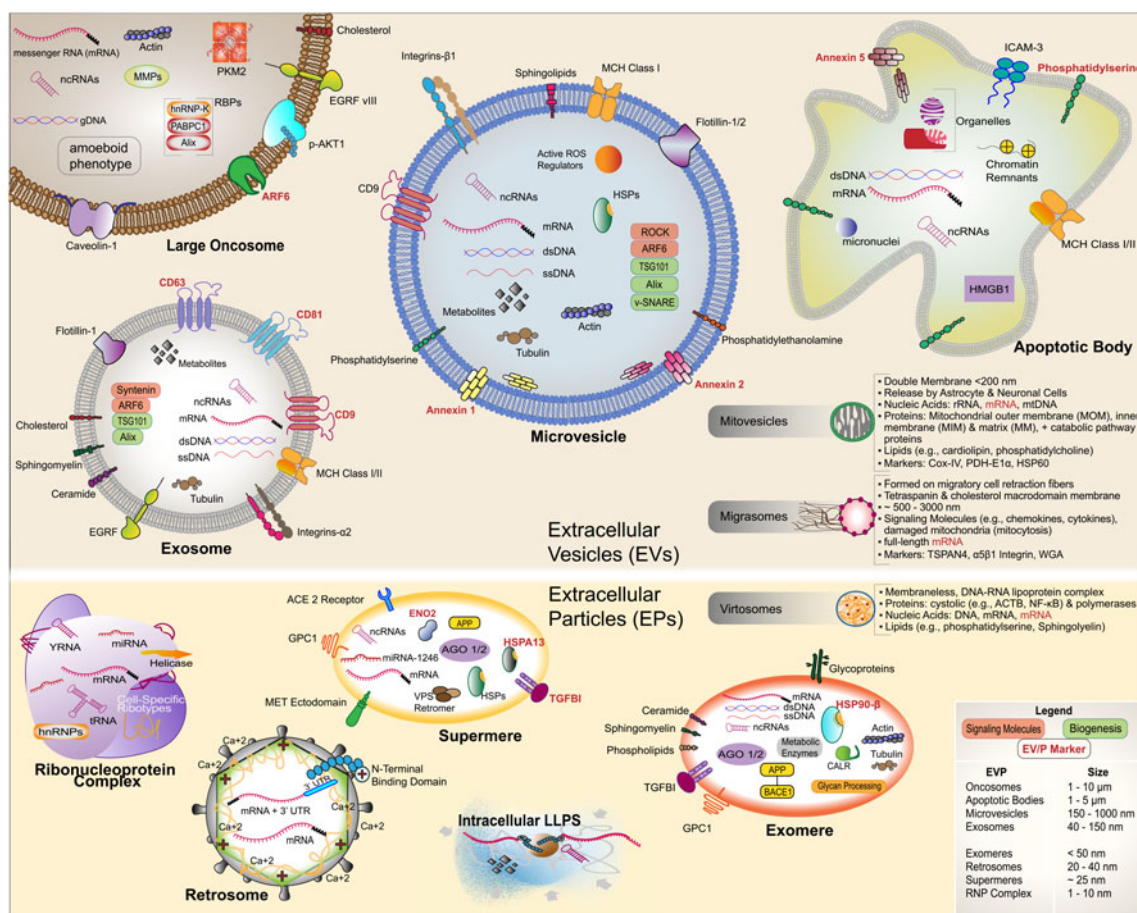 messenger RNA (mRNA)
Actin
PKM2
Cholesterol
ncRNAs
MMPs
EGRF vIII
hnRNP-K
RBPs
PABPC1
Alix
gDNA
p-AKT1
amoeboid
phenotype
ARF6
Caveolin-1
Large Oncosome
Integrins-β1
Sphingolipids
MCH Class I
Flotillin-1/2
Active ROS
Regulators
CD9
ncRNAs
HSPs
mRNA
dsDNA
ssDNA
ROCK
ARF6
TSG101
Alix
v-SNARE
Metabolites
Actin
Tubulin
Phosphatidylserine
Phosphatidylethanolamine
Annexin 1
Annexin 2
Microvesicle
Annexin 5
ICAM-3
Phosphatidylserine
Organelles
Chromatin
Remnants
dsDNA
mRNA
micronuclei
ncRNAs
MCH Class I/II
HMGB1
Apoptotic Body
CD63
CD81
Flotillin-1
Metabolites
ncRNAs
Syntenin
ARF6
TSG101
Alix
mRNA
CD9
dsDNA
ssDNA
Cholesterol
Sphingomyelin
Ceramide
MCH Class I/II
Tubulin
EGRF
Integrins-α2
Exosome
Extracellular
Vesicles (EVs)
Mitovesicles
▪ Double Membrane <200 nm
▪ Release by Astrocyte & Neuronal Cells
▪ Nucleic Acids: rRNA, mRNA, mtDNA
▪ Proteins: Mitochondrial outer membrane (MOM), inner
membrane (MIM) & matrix (MM), + catabolic pathway
proteins
▪ Lipids (e.g., cardiolipin, phosphatidylcholine)
▪ Markers: Cox-IV, PDH-E1α, HSP60
Migrasomes
▪ Formed on migratory cell retraction fibers
▪ Tetraspanin & cholesterol macrodomain membrane
▪ ~ 500 - 3000 nm
▪ Signaling Molecules (e.g., chemokines, cytokines),
damaged mitochondria (mitocytosis)
▪ full-length mRNA
▪ Markers: TSPAN4, α5β1 Integrin, WGA
Extracellular
Particles (EPs)
Virtosomes
▪ Membraneless, DNA-RNA lipoprotein complex
▪ Proteins: cystolic (e.g., ACTB, NF-κB) & polymerases
▪ Nucleic Acids: DNA, mRNA, mRNA
▪ Lipids (e.g., phosphatidylserine, Sphingolyelin)
YRNA
miRNA
Helicase
mRNA
tRNA
Cell-Specific
Ribotypes
hnRNPs
Ribonucleoprotein
Complex
ACE 2 Receptor
GPC1
ENO2
APP
ncRNAs
HSPA13
AGO 1/2
miRNA-1246
mRNA
VPS
Retromer
HSPs
TGFBI
MET Ectodomain
Supermere
Ca+2
Ca+2
N-Terminal
Binding Domain
3' UTR
Ca+2
mRNA + 3' UTR
Ca+2
Ca+2
mRNA
Ca+2
Ca+2
Retrosome
Intracellular LLPS
Glycoproteins
Ceramide
Sphingomyelin
Phospholipids
mRNA
dsDNA
ssDNA
ncRNAs
HSP90-β
Actin
AGO 1/2
Metabolic
Enzymes
Tubulin
CALR
APP
BACE1
Glycan Processing
TGFBI
GPC1
Exomere
Legend
Signaling Molecules
Biogenesis
EV/P Marker
EVP Size
Oncosomes 1 - 10 µm
Apoptotic Bodies 1 - 5 µm
Microvesicles 150 - 1000 nm
Exosomes 40 - 150 nm
Exomeres < 50 nm
Retrosomes 20 - 40 nm
Supermeres ~ 25 nm
RNP Complex 1 - 10 nm